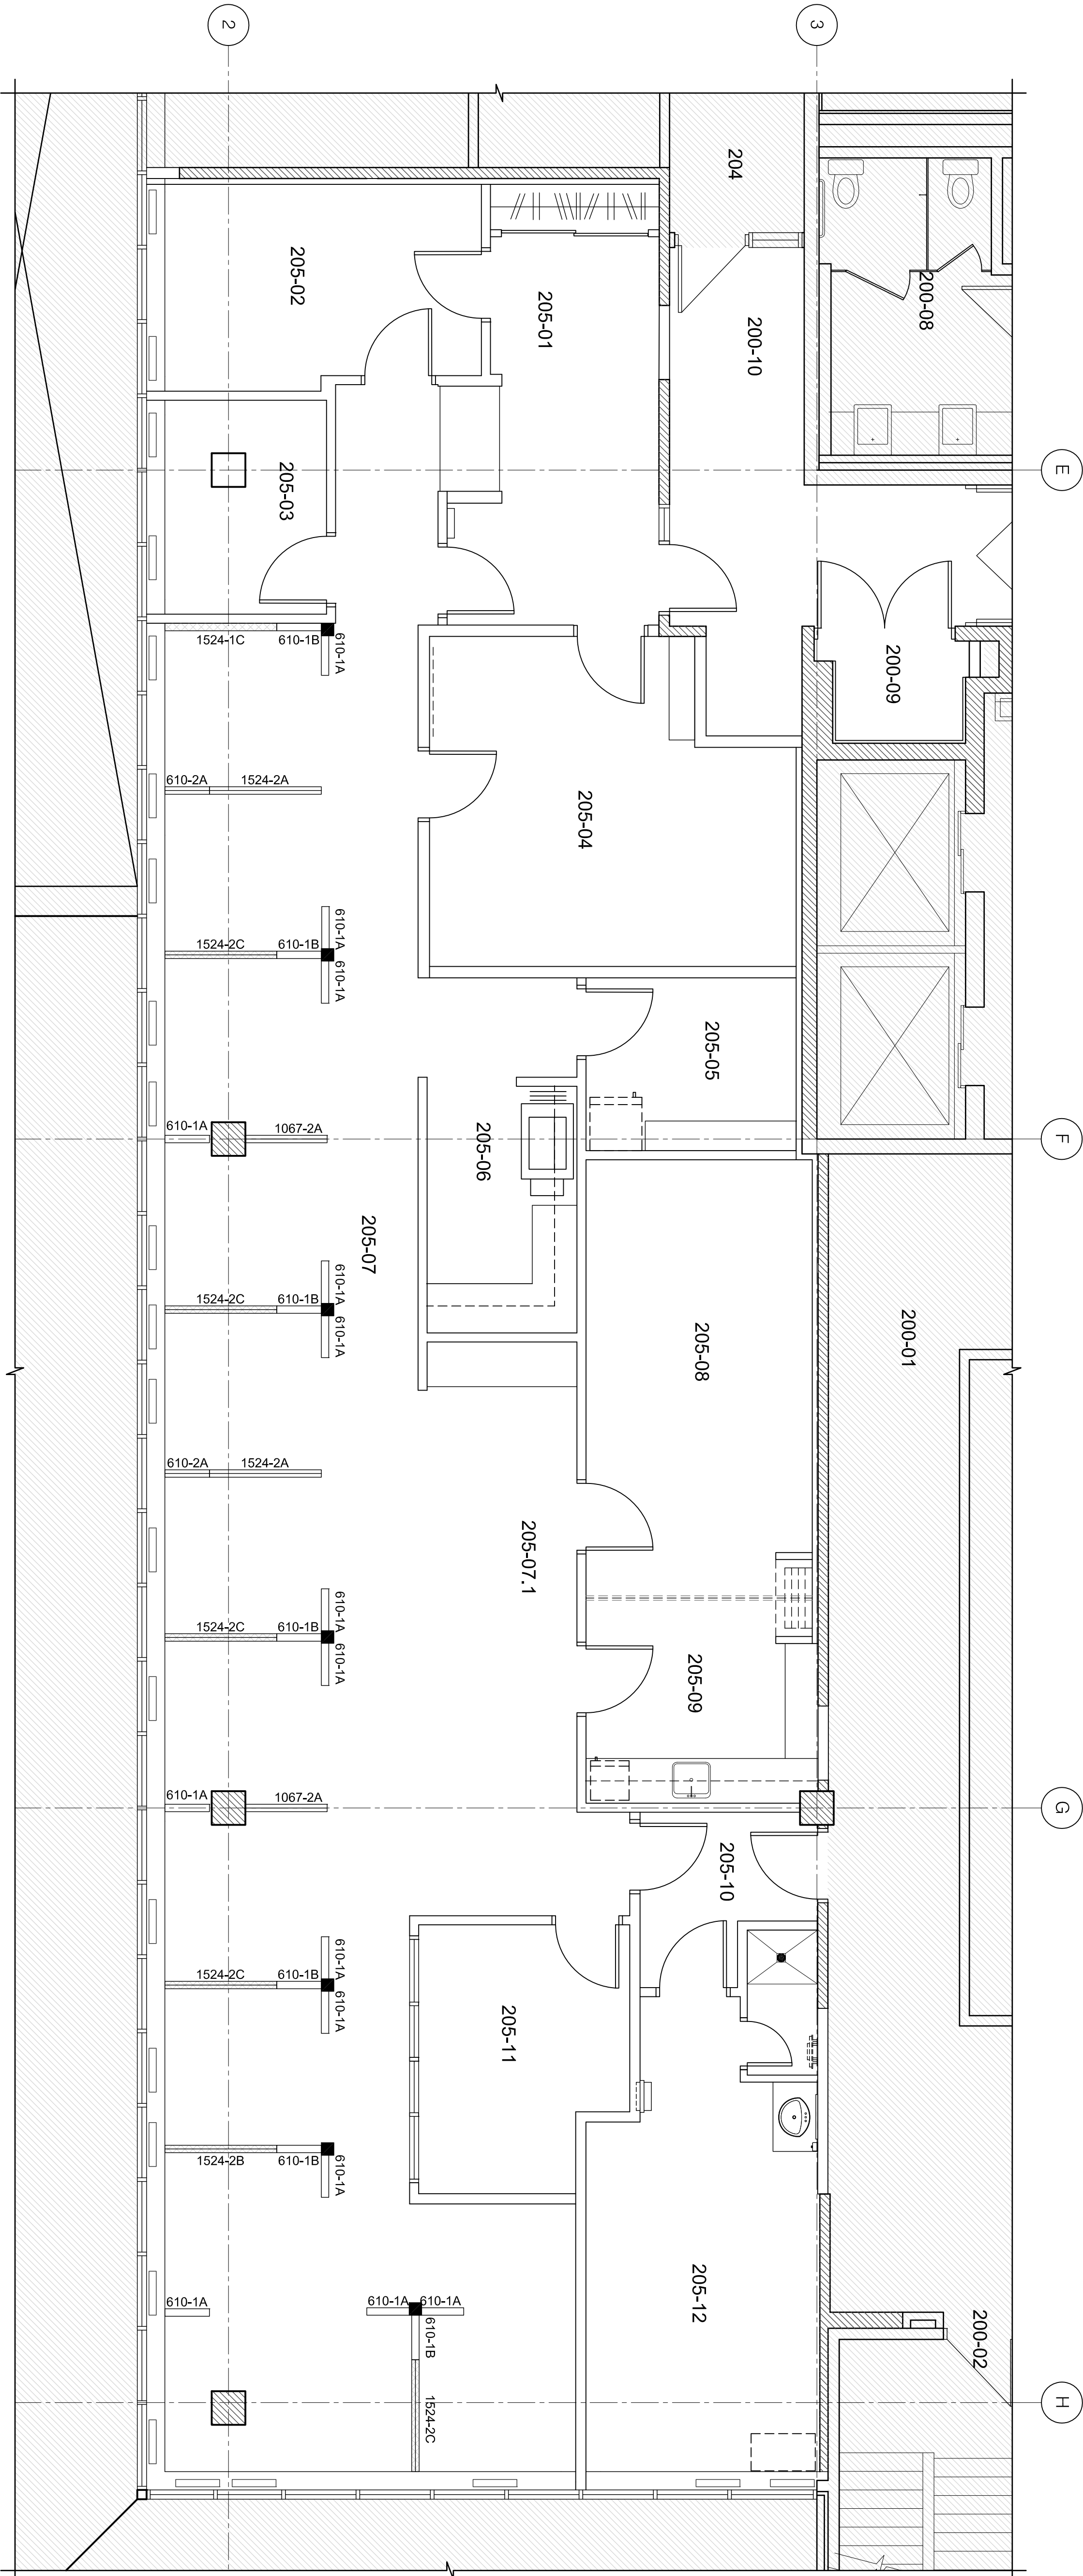 2
3
204
200-08
205-02
205-01
200-10
E
205-03
200-09
1524-1C
610-1B
610-1A
610-2A
1524-2A
205-04
610-1A
1524-2C
610-1B
610-1A
205-05
610-1A
1067-2A
205-06
F
205-07
610-1A
1524-2C
610-1B
610-1A
205-08
200-01
610-2A
1524-2A
205-07.1
610-1A
1524-2C
610-1B
610-1A
205-09
610-1A
1067-2A
G
205-10
610-1A
1524-2C
610-1B
610-1A
205-11
1524-2B
610-1B
610-1A
205-12
610-1A
610-1A
610-1A
610-1B
200-02
1524-2C
H